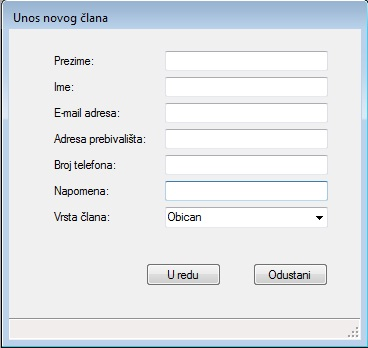 Unos novog člana
Prezime:
Ime:
E-mail adresa:
Adresa prebivališta:
Broj telefona:
Napomena:
Vrsta člana: Obican
U redu Odustani